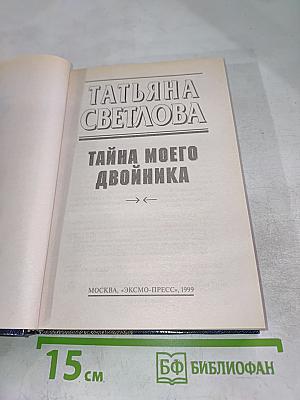 ТАТЬЯНА
СВЕТЛОВА
ТАЙНА МОЕГО
ДВОЙНИКА
МОСКВА, «ЭКСМО-ПРЕСС», 1999
15 см
БФ БИБЛИОФАН